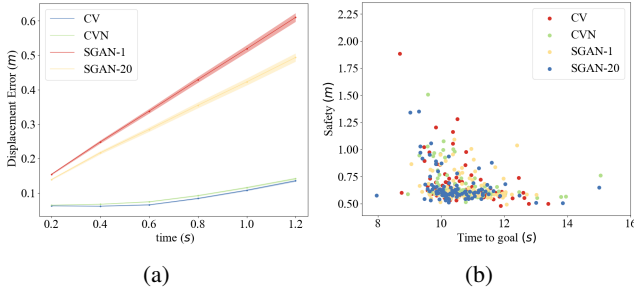 CV
CVN
SGAN-1
SGAN-20
0.6
0.5
0.4
0.3
0.2
0.1
Displacement Error (m)
0.2 0.4 0.6 0.8 1.0 1.2
time (s)
(a)
CV
CVN
SGAN-1
SGAN-20
2.25
2.00
1.75
1.50
1.25
1.00
0.75
0.50
Safety (m)
8 10 12 14 16
Time to goal (s)
(b)